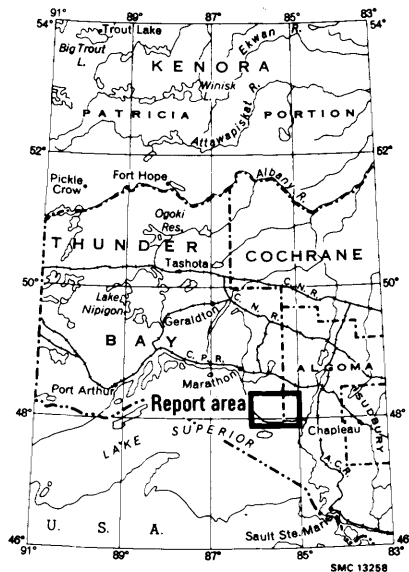 91° 89° 87° 85° 83°
54° 54°
Trout Lake
Big Trout L.
Ekwan R.
KENORA
Winisk L.
PATRICIA PORTION
Attawapiskat R.
52° 52°
Pickle Crow
Fort Hope
Albany R.
Ogoki Res.
THUNDER
COCHRANE
Tashota
C.N.R.
50° 50°
Lake Nipigon
C.N.R.
Geraldton
BAY
C.P.R.
ALGOMA
Marathon
Port Arthur
Report area
SUDBURY
48° 48°
Chapleau
LAKE SUPERIOR
A.C.R.
U. S. A.
Sault Ste. Marie
46° 46°
91° 89° 87° 85° 83°
SMC 13258